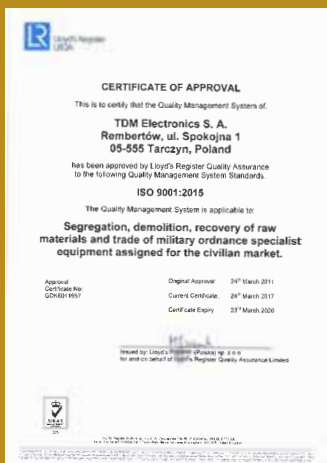 Lloyd's Register
LRQA
CERTIFICATE OF APPROVAL
This is to certify that the Quality Management System of:
TDM Electronics S. A.
Rembertów, ul. Spokojna 1
05-555 Tarczyn, Poland
has been approved by Lloyd's Register Quality Assurance
to the following Quality Management System Standards:
ISO 9001:2015
The Quality Management System is applicable to:
Segregation, demolition, recovery of raw
materials and trade of military ordnance specialist
equipment assigned for the civilian market.
Approval
Certificate No:
GDK6011957
Original Approval: 24th March 2011
Current Certificate: 24th March 2017
Certificate Expiry: 23rd March 2020
Issued by: Lloyd's Register (Polska) sp. z o.o
for and on behalf of Lloyd's Register Quality Assurance Limited